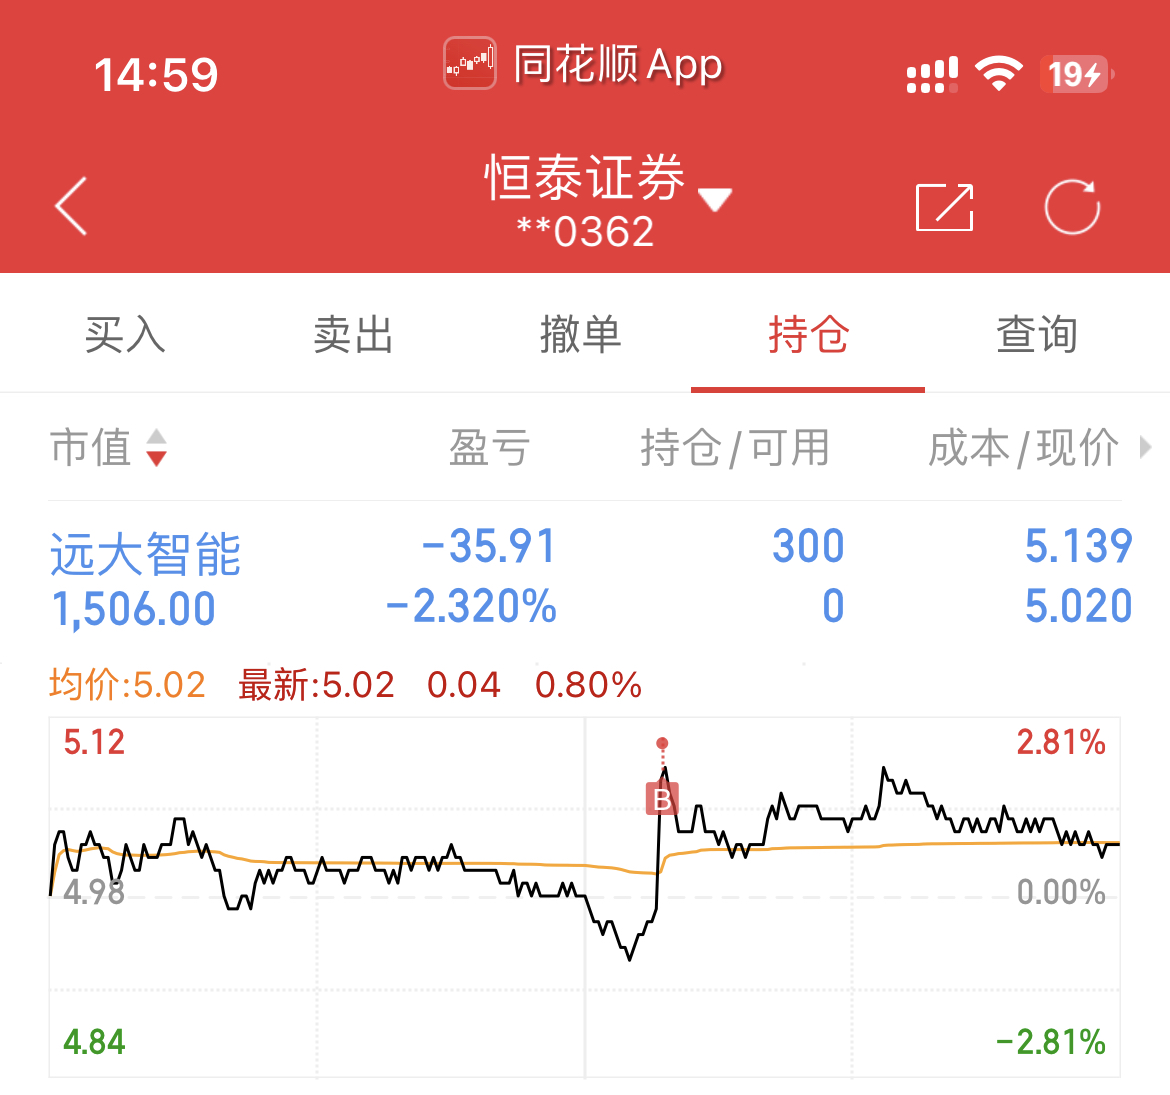 14:59 同花顺App 19
恒泰证券
**0362
买入 卖出 撤单 持仓 查询
市值 盈亏 持仓/可用 成本/现价
远大智能 -35.91 300 5.139
1,506.00 -2.320% 0 5.020
均价:5.02 最新:5.02 0.04 0.80%
5.12 2.81%
B
4.98 0.00%
4.84 -2.81%